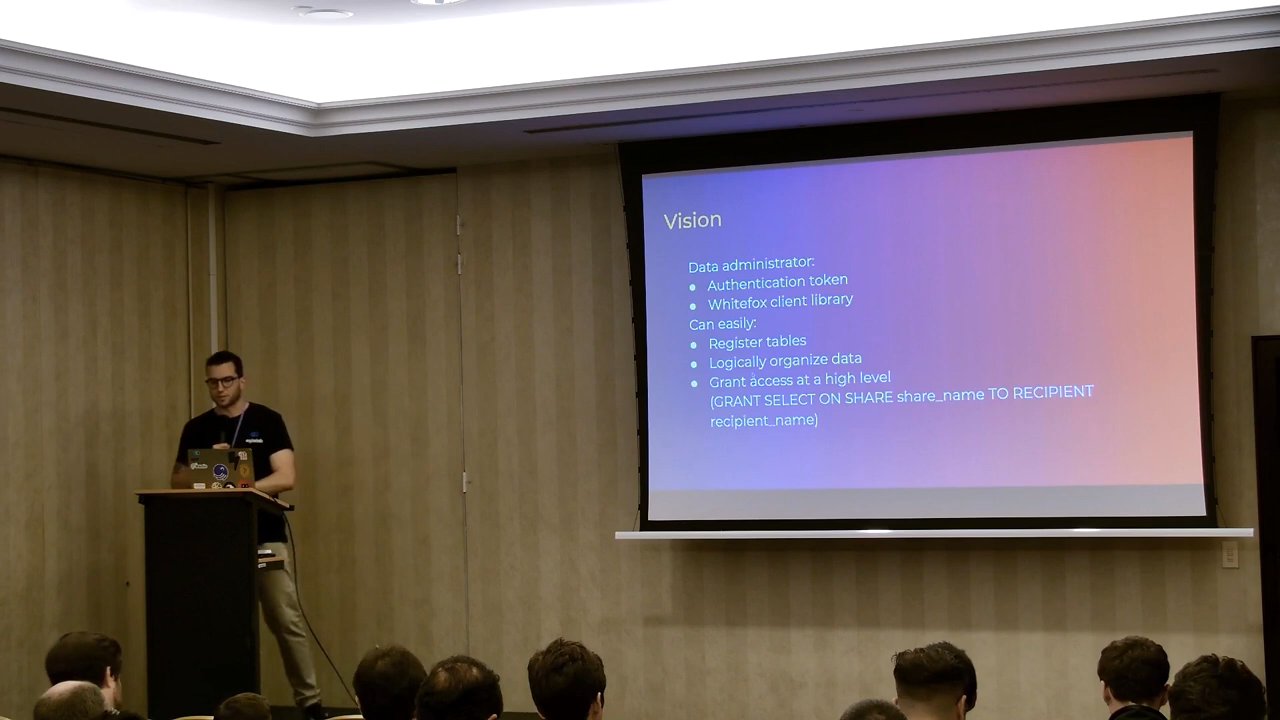 Vision
Data administrator:
● Authentication token
● Whitefox client library
Can easily:
● Register tables
● Logically organize data
● Grant access at a high level
(GRANT SELECT ON SHARE share_name TO RECIPIENT
recipient_name)